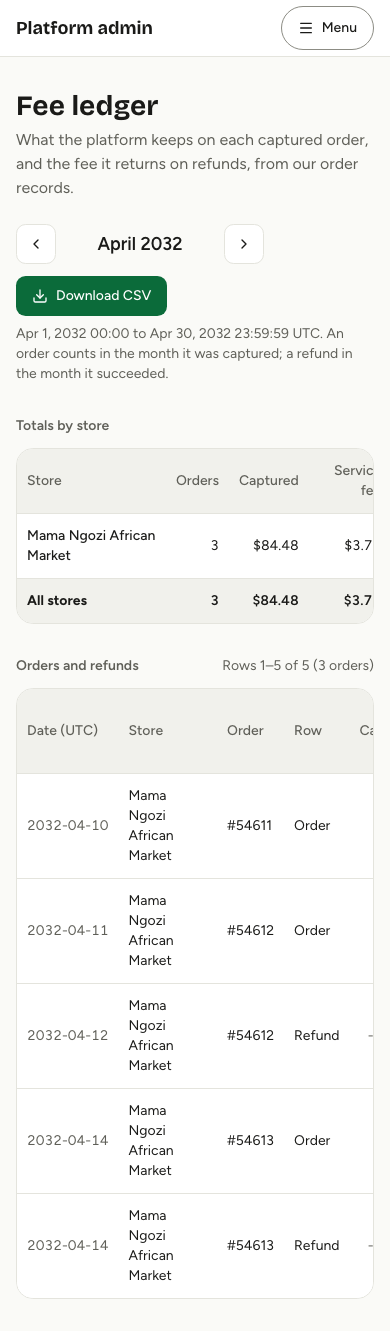 Platform admin
Menu
Fee ledger
What the platform keeps on each captured order,
and the fee it returns on refunds, from our order
records.
April 2032
Download CSV
Apr 1, 2032 00:00 to Apr 30, 2032 23:59:59 UTC. An
order counts in the month it was captured; a refund in
the month it succeeded.
Totals by store
Store Orders Captured Servic
fe
Mama Ngozi African
Market 3 $84.48 $3.7
All stores 3 $84.48 $3.7
Orders and refunds Rows 1–5 of 5 (3 orders)
Date (UTC) Store Order Row Ca
Mama
Ngozi
2032-04-10 African #54611 Order
Market
Mama
Ngozi
2032-04-11 African #54612 Order
Market
Mama
Ngozi
2032-04-12 African #54612 Refund -
Market
Mama
Ngozi
2032-04-14 African #54613 Order
Market
Mama
Ngozi
2032-04-14 African #54613 Refund -
Market